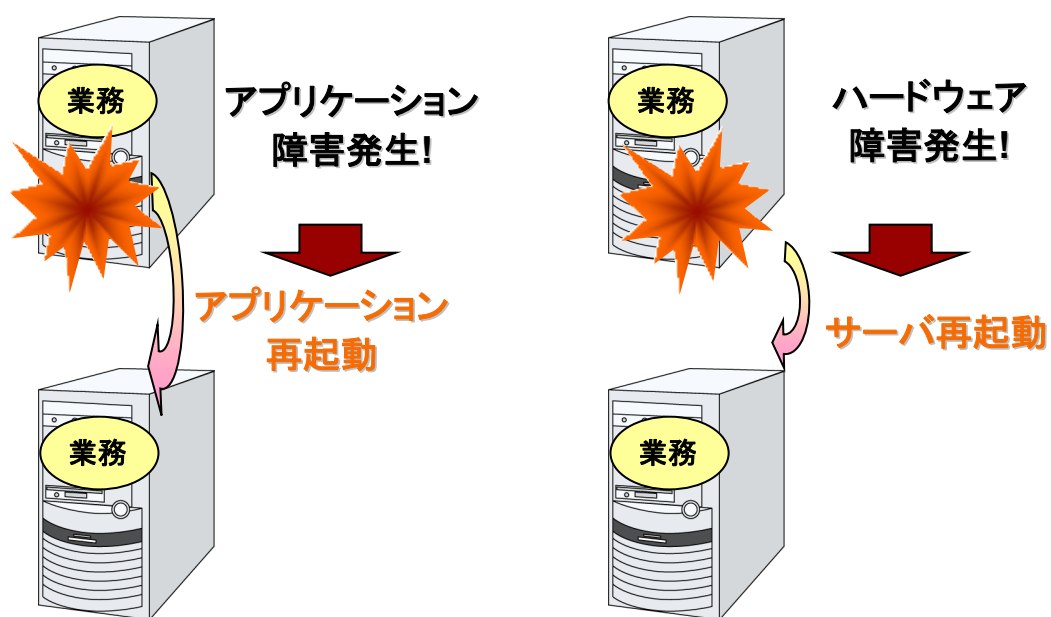 業務
アプリケーション
障害発生!
アプリケーション
再起動
業務
業務
ハードウェア
障害発生!
サーバ再起動
業務